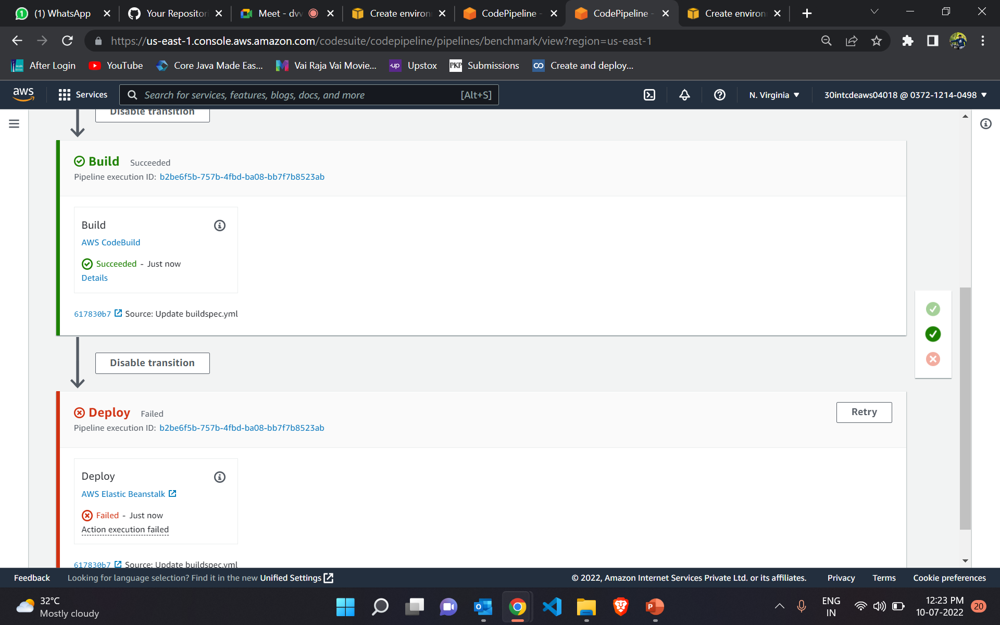 (1) WhatsApp
Your Repositori
Meet - dvv
Create environ
CodePipeline -
CodePipeline -
Create environ
https://us-east-1.console.aws.amazon.com/codesuite/codepipeline/pipelines/benchmark/view?region=us-east-1
After Login
YouTube
Core Java Made Eas...
Vai Raja Vai Movie...
up
Upstox
PKP
Submissions
Create and deploy...
aws
Services
Search for services, features, blogs, docs, and more
[Alt+S]
N. Virginia
30intcdeaws04018 @ 0372-1214-0498
Disable transition
Build Succeeded
Pipeline execution ID: b2be6f5b-757b-4fbd-ba08-bb7f7b8523ab
Build
AWS CodeBuild
Succeeded - Just now
Details
617830b7 Source: Update buildspec.yml
Disable transition
Deploy Failed
Retry
Pipeline execution ID: b2be6f5b-757b-4fbd-ba08-bb7f7b8523ab
Deploy
AWS Elastic Beanstalk
Failed - Just now
Action execution failed
617830b7 Source: Update buildspec.yml
Feedback
Looking for language selection? Find it in the new Unified Settings
© 2022, Amazon Internet Services Private Ltd. or its affiliates.
Privacy
Terms
Cookie preferences
32°C
Mostly cloudy
ENG
IN
12:23 PM
10-07-2022
20